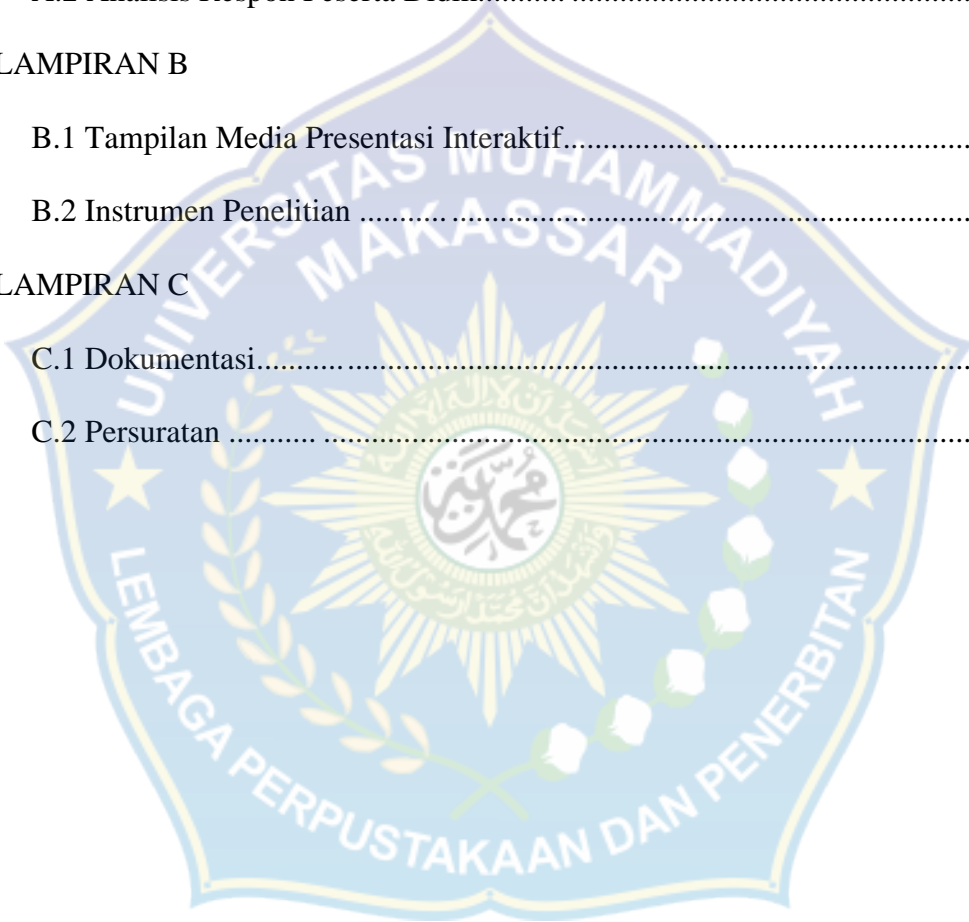 A.2 Analisis Respon Peserta Didik
LAMPIRAN B
B.1 Tampilan Media Presentasi Interaktif
B.2 Instrumen Penelitian
LAMPIRAN C
C.1 Dokumentasi
C.2 Persuratan
UNIVERSITAS MUHAMMADIYAH
MAKASSAR
محمد
LEMBAGA PERPUSTAKAAN DAN PENERBITAN